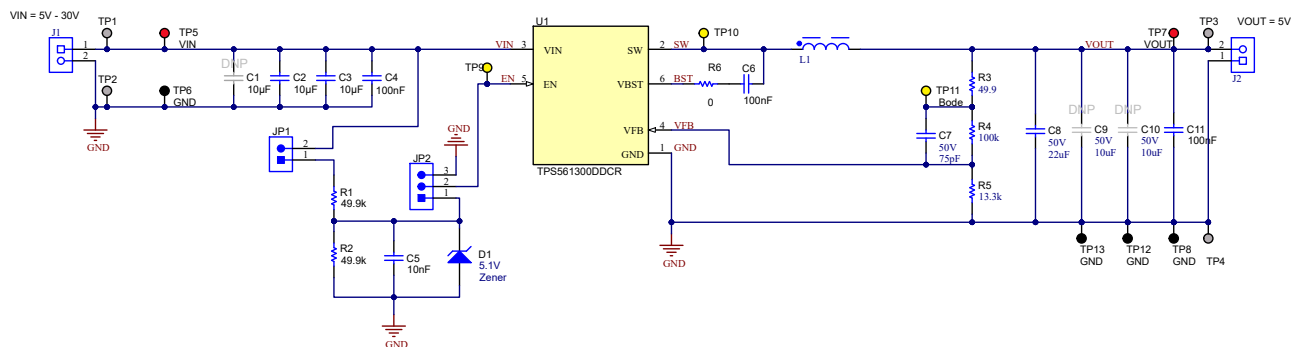 VIN = 5V - 30V
J1
1
2
TP1
TP5
VIN
TP2
TP6
GND
GND
DNP
C1
10µF
C2
10µF
C3
10µF
C4
100nF
JP1
2
1
R1
49.9k
R2
49.9k
C5
10nF
D1
5.1V
Zener
GND
GND
JP2
3
2
1
TP9
VIN
EN
3
5
U1
VIN
EN
SW
VBST
VFB
GND
TPS561300DDCR
2
6
4
1
SW
BST
VFB
GND
TP10
R6
0
C6
100nF
L1
GND
TP11
Bode
C7
50V
75pF
R3
49.9
R4
100k
R5
13.3k
C8
50V
22uF
DNP
C9
50V
10uF
DNP
C10
50V
10uF
C11
100nF
VOUT
TP7
VOUT
TP3
VOUT = 5V
2
1
J2
TP13
GND
TP12
GND
TP8
GND
TP4